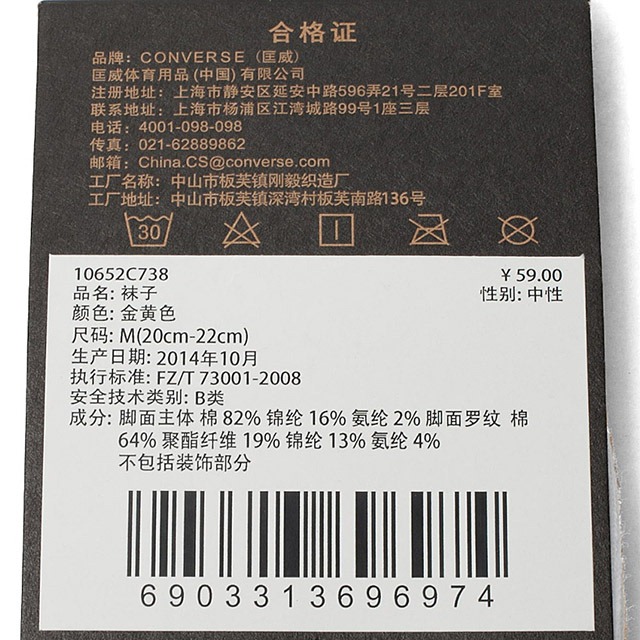 合格证
品牌：CONVERSE (匡威)
匡威体育用品(中国)有限公司
注册地址：上海市静安区延安中路596弄21号二层201F室
联系地址：上海市杨浦区江湾城路99号1座三层
电话：4001-098-098
传真：021-62889862
邮箱：China.CS@converse.com
工厂名称：中山市板芙镇刚毅织造厂
工厂地址：中山市板芙镇深湾村板芙南路136号
30
10652C738 ￥59.00
品名: 袜子 性别: 中性
颜色: 金黄色
尺码: M(20cm-22cm)
生产日期: 2014年10月
执行标准: FZ/T 73001-2008
安全技术类别: B类
成分: 脚面主体 棉 82% 锦纶 16% 氨纶 2% 脚面罗纹 棉
64% 聚酯纤维 19% 锦纶 13% 氨纶 4%
不包括装饰部分
6903313696974